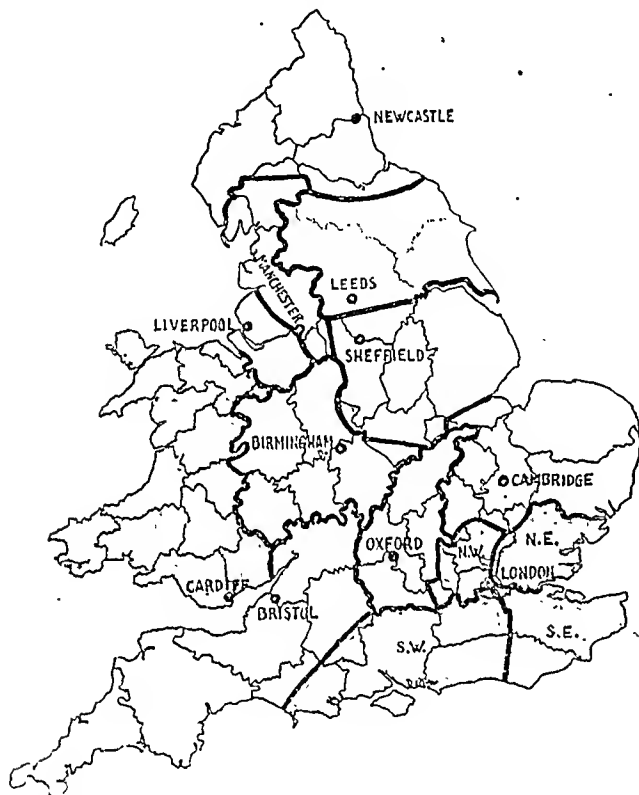 NEWCASTLE
MANCHESTER
LEEDS
LIVERPOOL
SHEFFIELD
BIRMINGHAM
CAMBRIDGE
OXFORD
N.W.
N.E.
LONDON
CARDIFF
BRISTOL
S.W.
S.E.